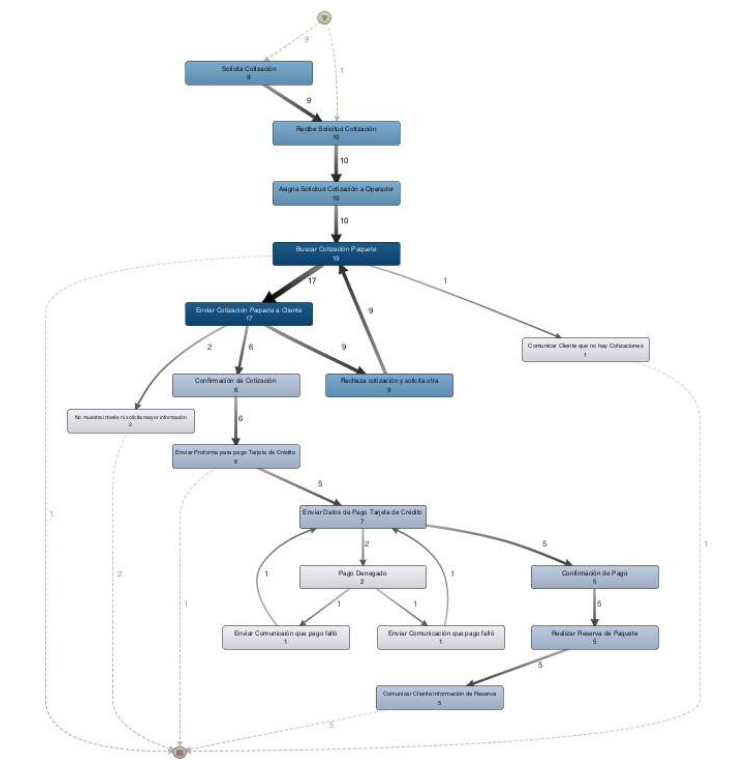 9
1
Solicita Cotización
9
9
Recibe Solicitud Cotización
10
10
Asigna Solicitud Cotización a Operador
10
10
Buscar Cotización Paquete
19
17
9
1
Enviar Cotización Paquete a Cliente
17
2
6
9
Comunicar Cliente que no hay Cotizaciones
1
Confirmación de Cotización
6
Rechaza cotización y solicita otra
9
No muestra interés ni solicita mayor información
2
6
Enviar Proforma para pago Tarjeta de Crédito
6
5
Enviar Datos de Pago Tarjeta de Crédito
7
1
2
5
1
Pago Denegado
2
Confirmación de Pago
5
2
1
1
1
1
1
5
Enviar Comunicaión que pago falló
1
Enviar Comunicación que pago falló
1
Realizar Reserva de Paquete
5
5
Comunicar Cliente Información de Reserva
5
5